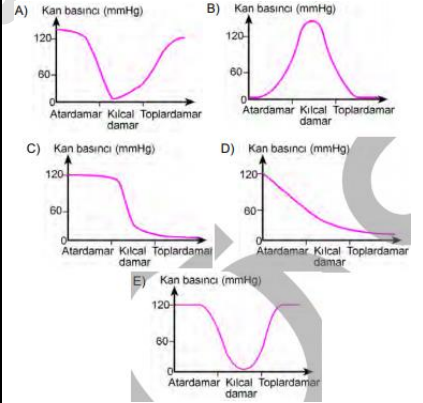 A) Kan basıncı (mmHg)
120
60
0
Atardamar Kılcal damar Toplardamar
B) Kan basıncı (mmHg)
120
60
0
Atardamar Kılcal damar Toplardamar
C) Kan basıncı (mmHg)
120
60
0
Atardamar Kılcal damar Toplardamar
D) Kan basıncı (mmHg)
120
60
0
Atardamar Kılcal damar Toplardamar
E) Kan basıncı (mmHg)
120
60
0
Atardamar Kılcal damar Toplardamar